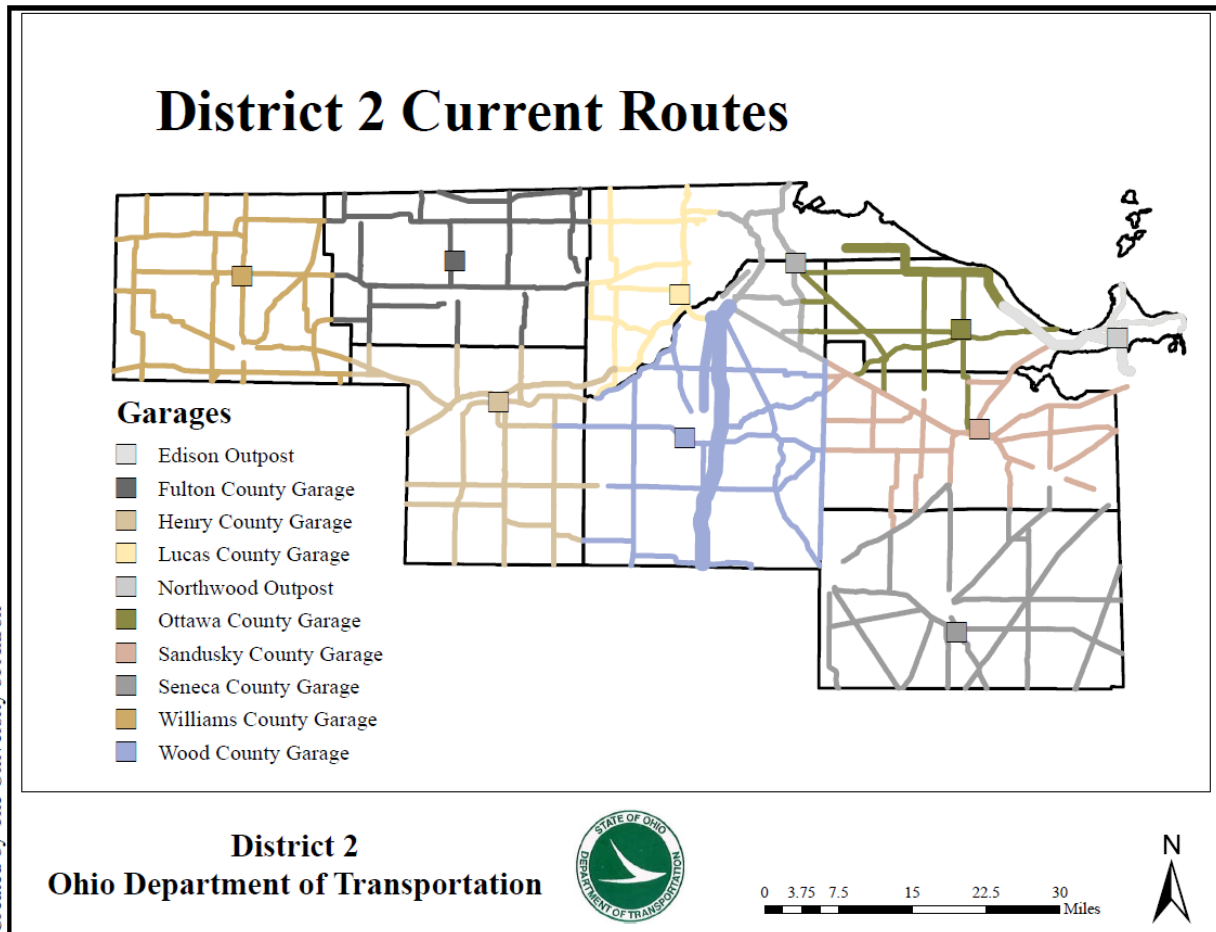 District 2 Current Routes
Garages
Edison Outpost
Fulton County Garage
Henry County Garage
Lucas County Garage
Northwood Outpost
Ottawa County Garage
Sandusky County Garage
Seneca County Garage
Williams County Garage
Wood County Garage
District 2
Ohio Department of Transportation
STATE OF OHIO
DEPARTMENT OF TRANSPORTATION
0 3.75 7.5 15 22.5 30
Miles
N